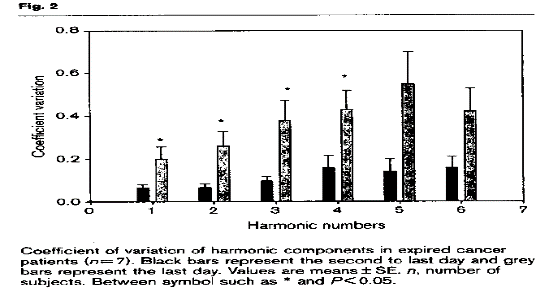 Fig. 2
0.8
0.6
0.4
0.2
0.0
Coefficient variation
* * * *
0 1 2 3 4 5 6 7
Harmonic numbers
Coefficient of variation of harmonic components in expired cancer
patients (n=7). Black bars represent the second to last day and grey
bars represent the last day. Values are means ± SE. n, number of
subjects. Between symbol such as * and P<0.05.